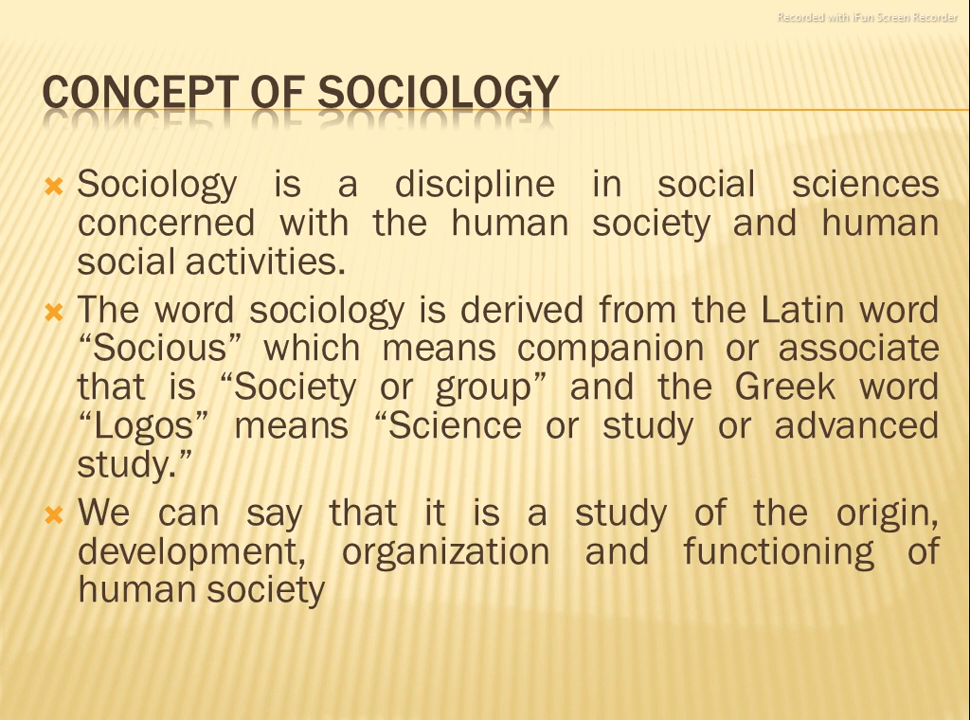 Recorded with iFun Screen Recorder
CONCEPT OF SOCIOLOGY
Sociology is a discipline in social sciences
concerned with the human society and human
social activities.
The word sociology is derived from the Latin word
“Socious” which means companion or associate
that is “Society or group” and the Greek word
“Logos” means “Science or study or advanced
study.”
We can say that it is a study of the origin,
development, organization and functioning of
human society